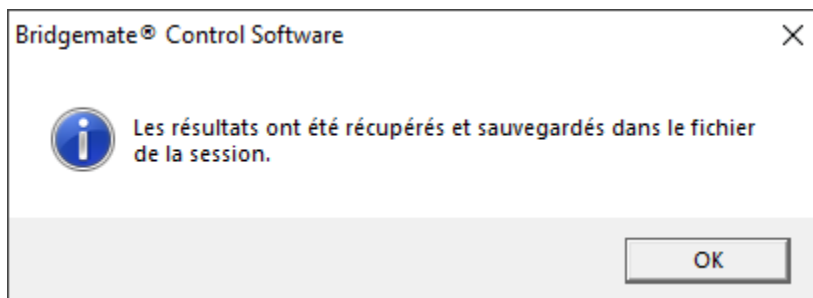 Bridgemate® Control Software
Les résultats ont été récupérés et sauvegardés dans le fichier
de la session.
OK